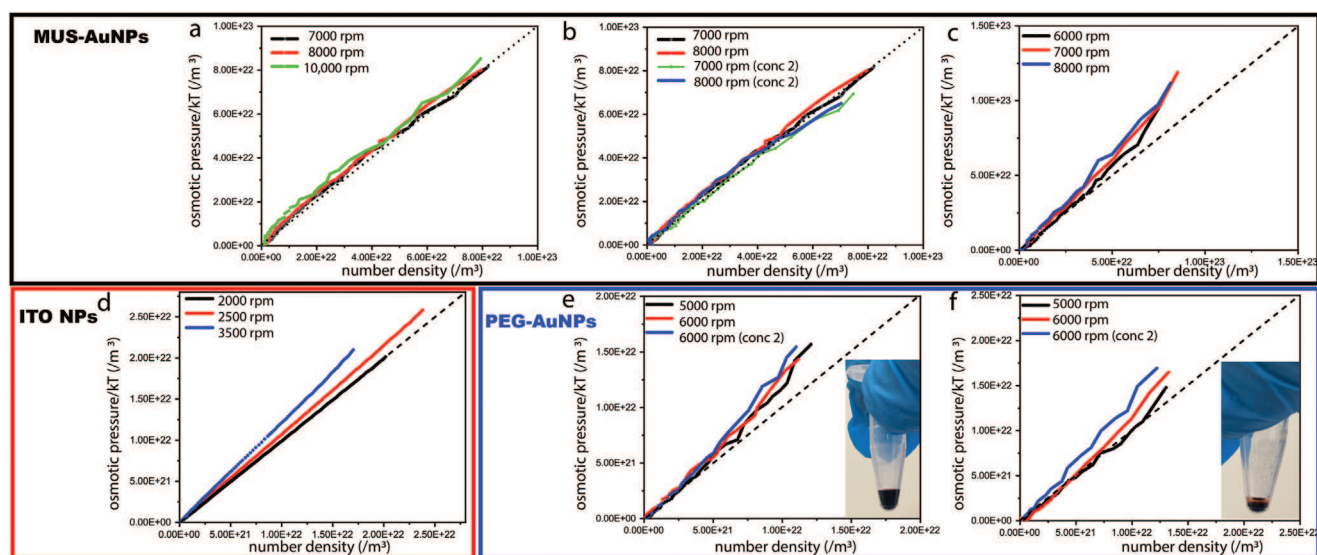 MUS-AuNPs
a
7000 rpm
8000 rpm
10,000 rpm
osmotic pressure/kT(/m³)
1.00E+23
8.00E+22
6.00E+22
4.00E+22
2.00E+22
0.00E+00
0.00E+00 2.00E+22 4.00E+22 6.00E+22 8.00E+22 1.00E+23
number density (/m³)
b
7000 rpm
8000 rpm
7000 rpm (conc 2)
8000 rpm (conc 2)
osmotic pressure/kT(/m³)
1.00E+23
8.00E+22
6.00E+22
4.00E+22
2.00E+22
0.00E+00
0.00E+00 2.00E+22 4.00E+22 6.00E+22 8.00E+22 1.00E+23
number density (/m³)
c
6000 rpm
7000 rpm
8000 rpm
osmotic pressure/kT(/m³)
1.50E+23
1.00E+23
5.00E+22
0.00E+00
0.00E+00 5.00E+22 1.00E+23 1.50E+23
number density (/m³)
ITO NPs
d
2000 rpm
2500 rpm
3500 rpm
osmotic pressure/kT(/m³)
2.50E+22
2.00E+22
1.50E+22
1.00E+22
5.00E+21
0.00E+00
0.00E+00 5.00E+21 1.00E+22 1.50E+22 2.00E+22 2.50E+22
number density (/m³)
PEG-AuNPs
e
5000 rpm
6000 rpm
6000 rpm (conc 2)
osmotic pressure/kT(/m³)
2.00E+22
1.50E+22
1.00E+22
5.00E+21
0.00E+00
0.00E+00 5.00E+21 1.00E+22 1.50E+22 2.00E+22
number density (/m³)
f
5000 rpm
6000 rpm
6000 rpm (conc 2)
osmotic pressure/kT(/m³)
2.00E+22
1.50E+22
1.00E+22
5.00E+21
0.00E+00
0.00E+00 5.00E+21 1.00E+22 1.50E+22 2.00E+22
number density (/m³)